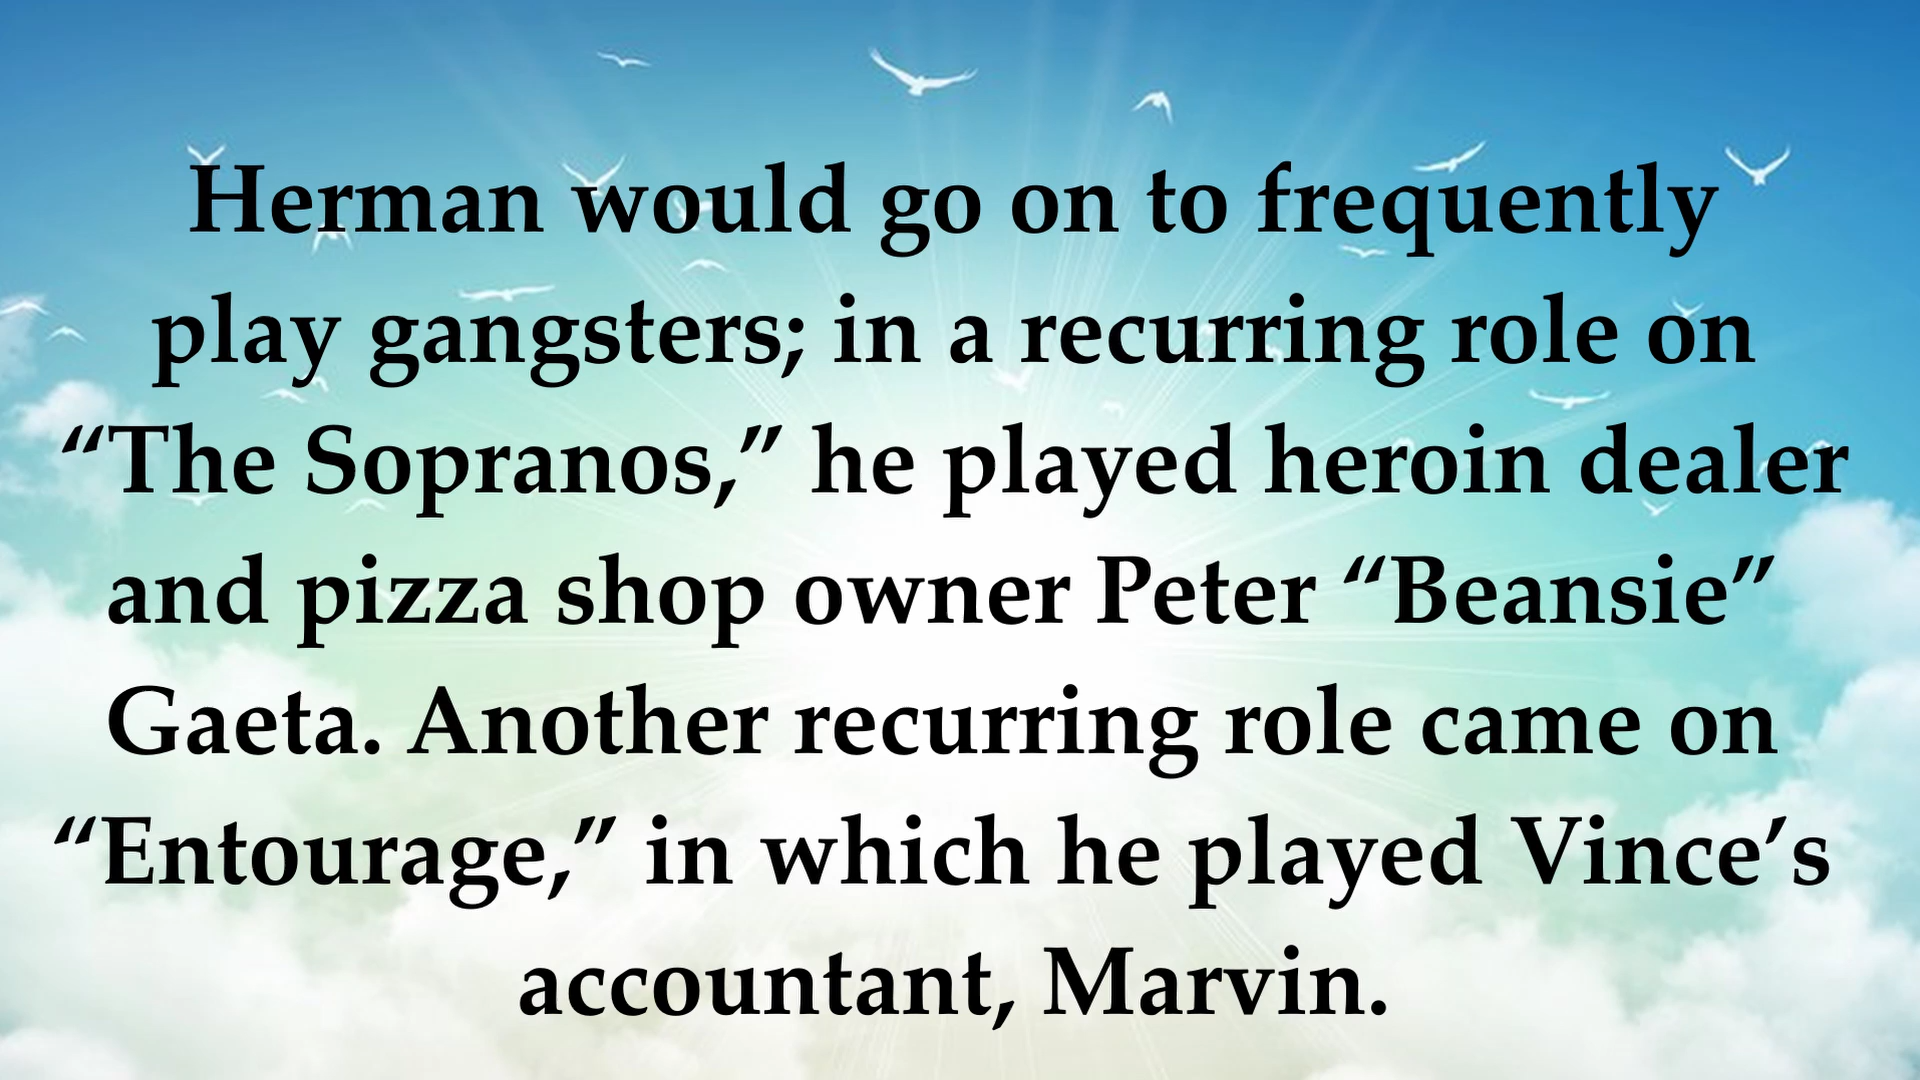 Herman would go on to frequently
play gangsters; in a recurring role on
“The Sopranos,” he played heroin dealer
and pizza shop owner Peter “Beansie”
Gaeta. Another recurring role came on
“Entourage,” in which he played Vince’s
accountant, Marvin.